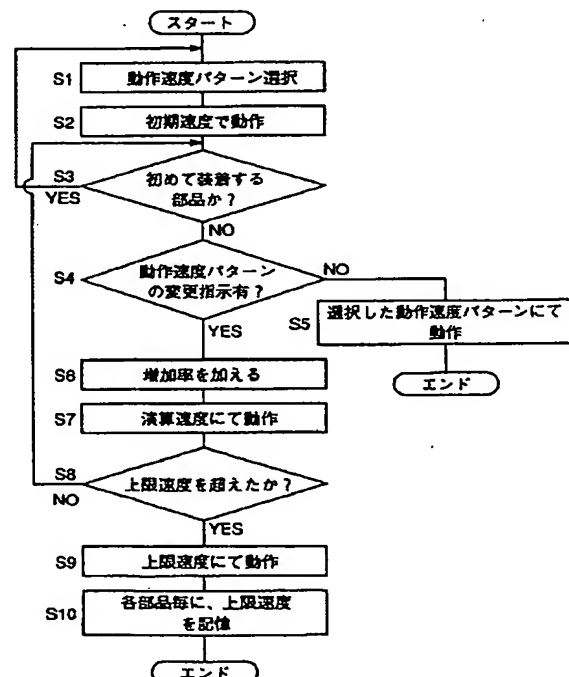 スタート
S1
動作速度パターン選択
S2
初期速度で動作
S3
YES
初めて装着する
部品か？
NO
S4
動作速度パターン
の変更指示有？
NO
YES
S5
選択した動作速度パターンにて
動作
エンド
S6
増加率を加える
S7
演算速度にて動作
S8
NO
上限速度を超えたか？
YES
S9
上限速度にて動作
S10
各部品毎に、上限速度
を記憶
エンド